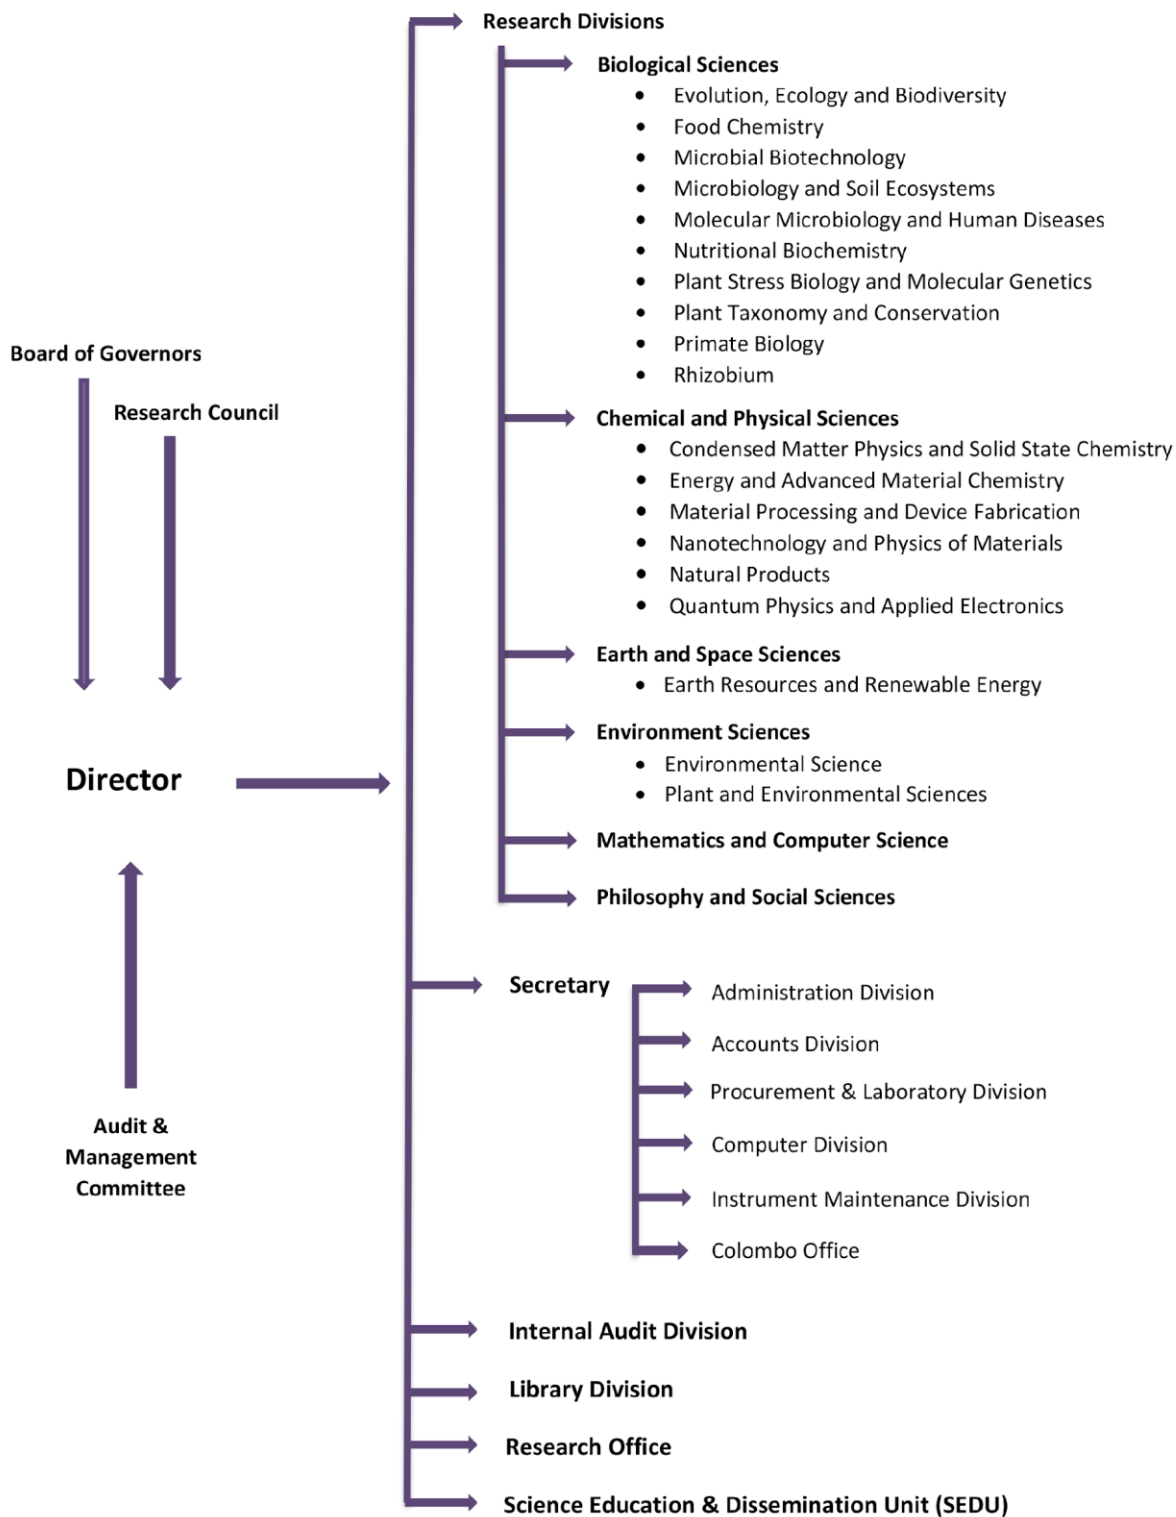 Research Divisions
Biological Sciences
• Evolution, Ecology and Biodiversity
• Food Chemistry
• Microbial Biotechnology
• Microbiology and Soil Ecosystems
• Molecular Microbiology and Human Diseases
• Nutritional Biochemistry
• Plant Stress Biology and Molecular Genetics
• Plant Taxonomy and Conservation
• Primate Biology
• Rhizobium
Board of Governors
Research Council
Chemical and Physical Sciences
• Condensed Matter Physics and Solid State Chemistry
• Energy and Advanced Material Chemistry
• Material Processing and Device Fabrication
• Nanotechnology and Physics of Materials
• Natural Products
• Quantum Physics and Applied Electronics
Earth and Space Sciences
• Earth Resources and Renewable Energy
Environment Sciences
• Environmental Science
• Plant and Environmental Sciences
Director
Mathematics and Computer Science
Philosophy and Social Sciences
Secretary
Administration Division
Accounts Division
Procurement & Laboratory Division
Computer Division
Instrument Maintenance Division
Colombo Office
Audit &
Management
Committee
Internal Audit Division
Library Division
Research Office
Science Education & Dissemination Unit (SEDU)